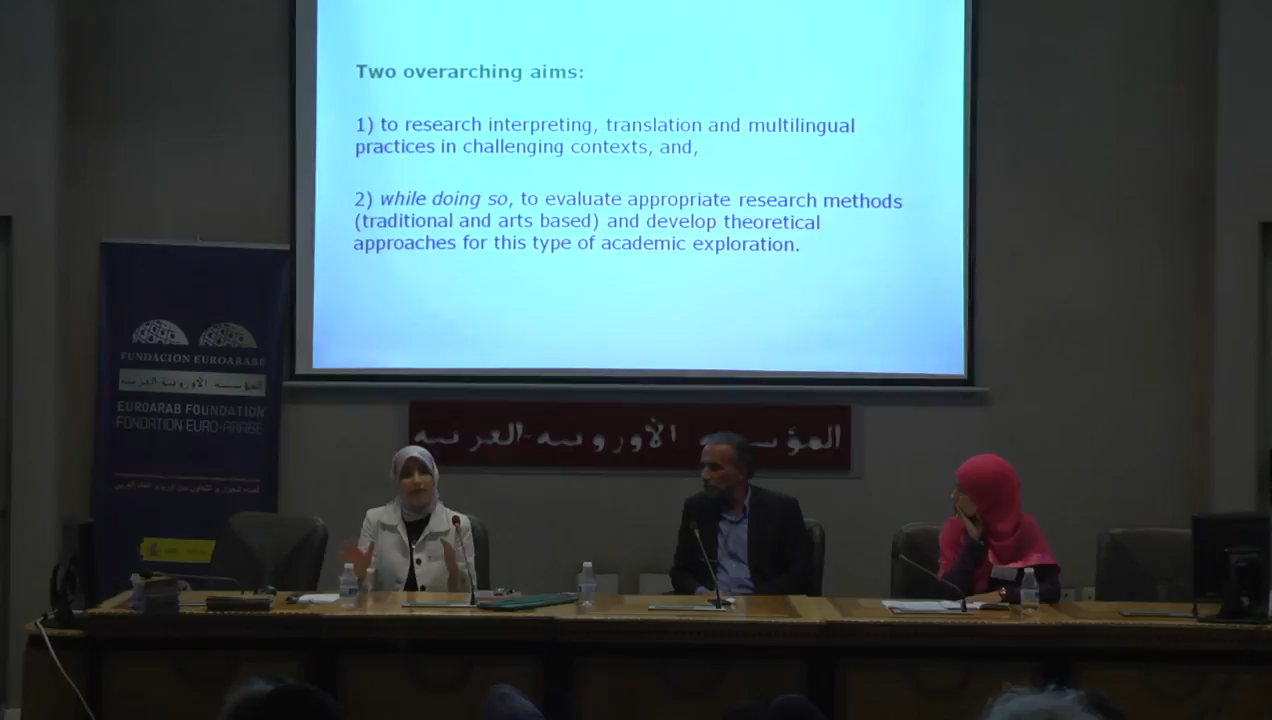 Two overarching aims:
1) to research interpreting, translation and multilingual
practices in challenging contexts, and,
2) while doing so, to evaluate appropriate research methods
(traditional and arts based) and develop theoretical
approaches for this type of academic exploration.
FUNDACION EUROARABE
المؤسسة الأوروبية-العربية
EUROARAB FOUNDATION
FONDATION EURO-ARABE
المؤسسة الأوروبية-العربية